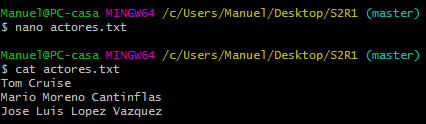 Manuel@PC-casa MINGW64 /c/Users/Manuel/Desktop/S2R1 (master)
$ nano actores.txt
Manuel@PC-casa MINGW64 /c/Users/Manuel/Desktop/S2R1 (master)
$ cat actores.txt
Tom Cruise
Mario Moreno Cantinflas
Jose Luis Lopez Vazquez